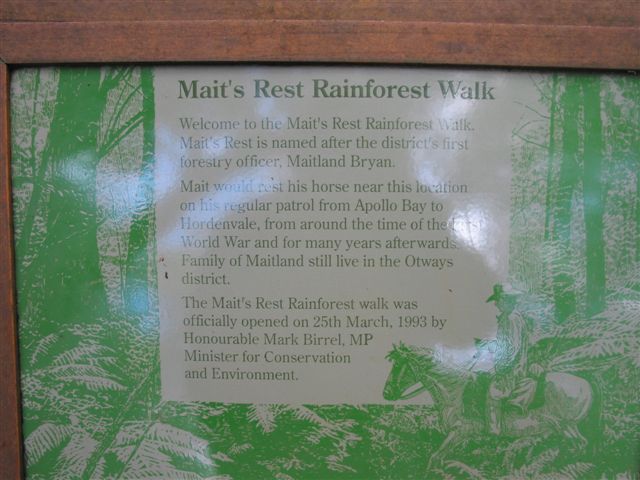 Mait's Rest Rainforest Walk
Welcome to the Mait's Rest Rainforest Walk.
Mait's Rest is named after the district's first
forestry officer, Maitland Bryan.
Mait would rest his horse near this location
on his regular patrol from Apollo Bay to
Hordenvale, from around the time of the First
World War and for many years afterwards.
Family of Maitland still live in the Otways
district.
The Mait's Rest Rainforest walk was
officially opened on 25th March, 1993 by
Honourable Mark Birrel, MP
Minister for Conservation
and Environment.